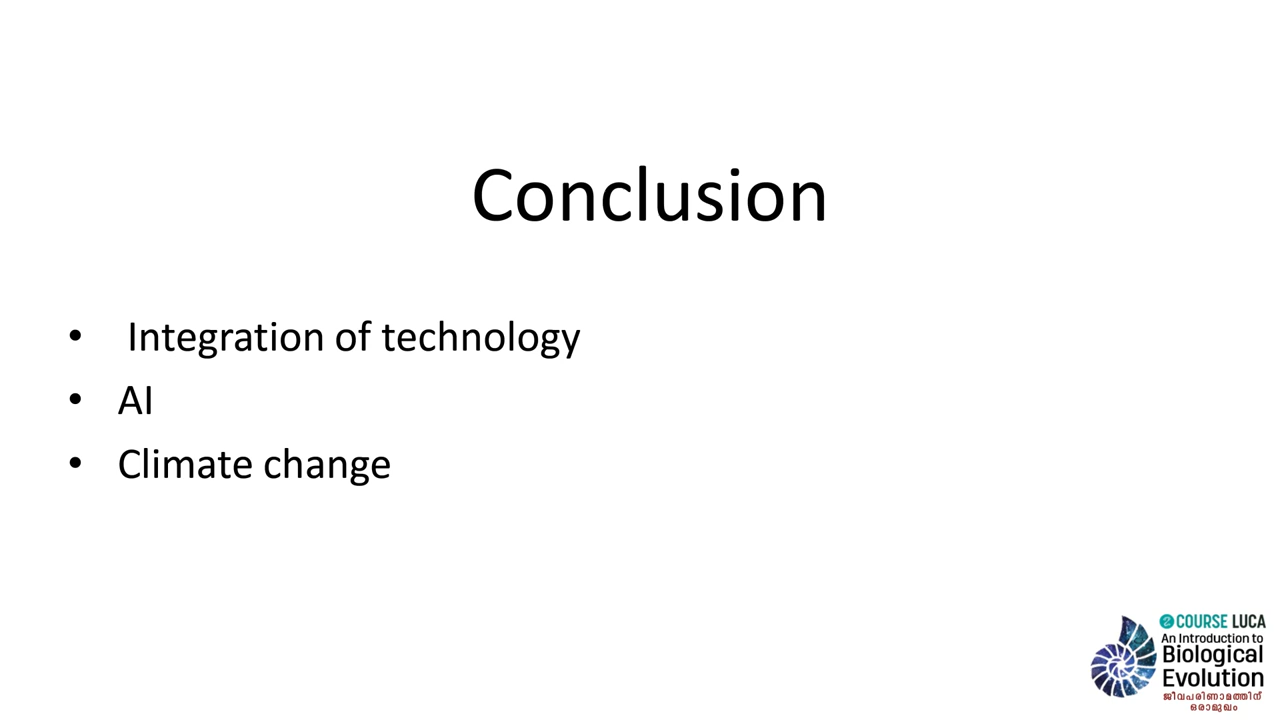 Conclusion
• Integration of technology
• AI
• Climate change
COURSE LUCA
An Introduction to
Biological
Evolution
ജീവപരിണാമത്തിന്
ഒരാമുഖം